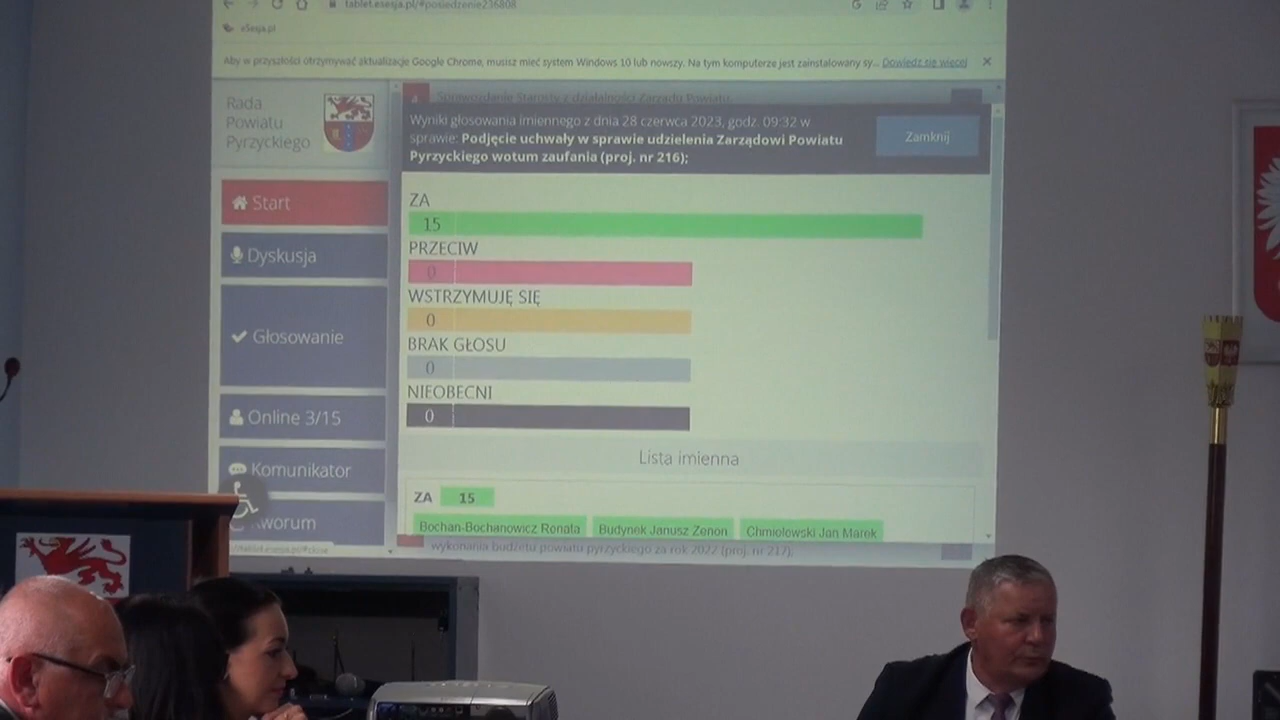 tablet.esesja.pl/#posiedzenie236808
eSesja.pl
Aby w przyszłości otrzymywać aktualizacje Google Chrome, musisz mieć system Windows 10 lub nowszy. Na tym komputerze jest zainstalowany sy... Dowiedz się więcej
Rada
Powiatu
Pyrzyckiego
Sprawozdanie Starosty z działalności Zarządu Powiatu.
Wyniki głosowania imiennego z dnia 28 czerwca 2023, godz. 09:32 w
sprawie: Podjęcie uchwały w sprawie udzielenia Zarządowi Powiatu
Pyrzyckiego wotum zaufania (proj. nr 216);
Zamknij
Start
Dyskusja
Głosowanie
Online 3/15
Komunikator
worum
ZA
15
PRZECIW
0
WSTRZYMUJĘ SIĘ
0
BRAK GŁOSU
0
NIEOBECNI
0
Lista imienna
ZA 15
Bochan-Bochanowicz Renata Budynek Janusz Zenon Chmielowski Jan Marek
wykonania budżetu powiatu pyrzyckiego za rok 2022 (proj. nr 217).